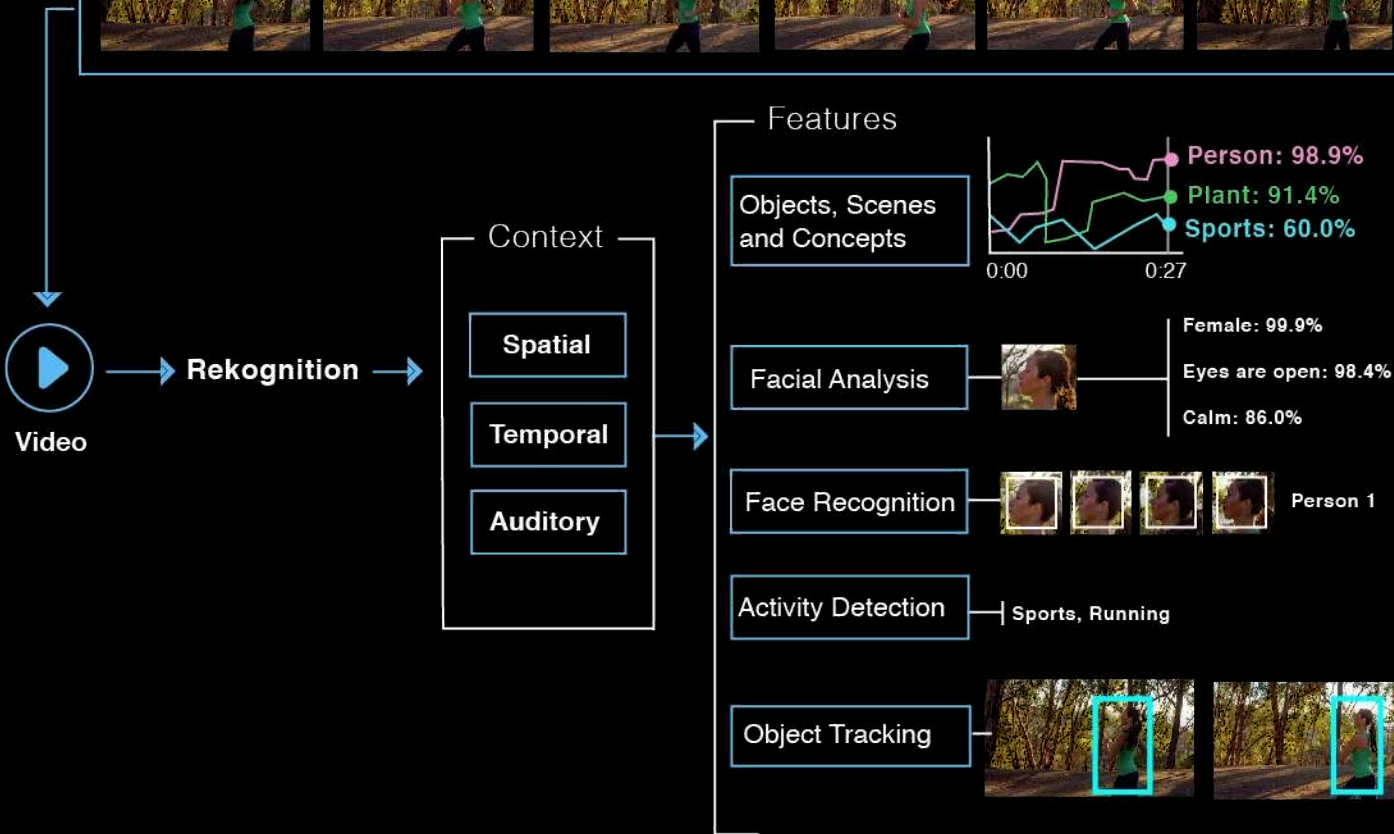 Features
Person: 98.9%
Plant: 91.4%
Sports: 60.0%
Objects, Scenes
and Concepts
0:00
0:27
Context
Spatial
Temporal
Auditory
Rekognition
Video
Female: 99.9%
Facial Analysis
Eyes are open: 98.4%
Calm: 86.0%
Face Recognition
Person 1
Activity Detection
Sports, Running
Object Tracking